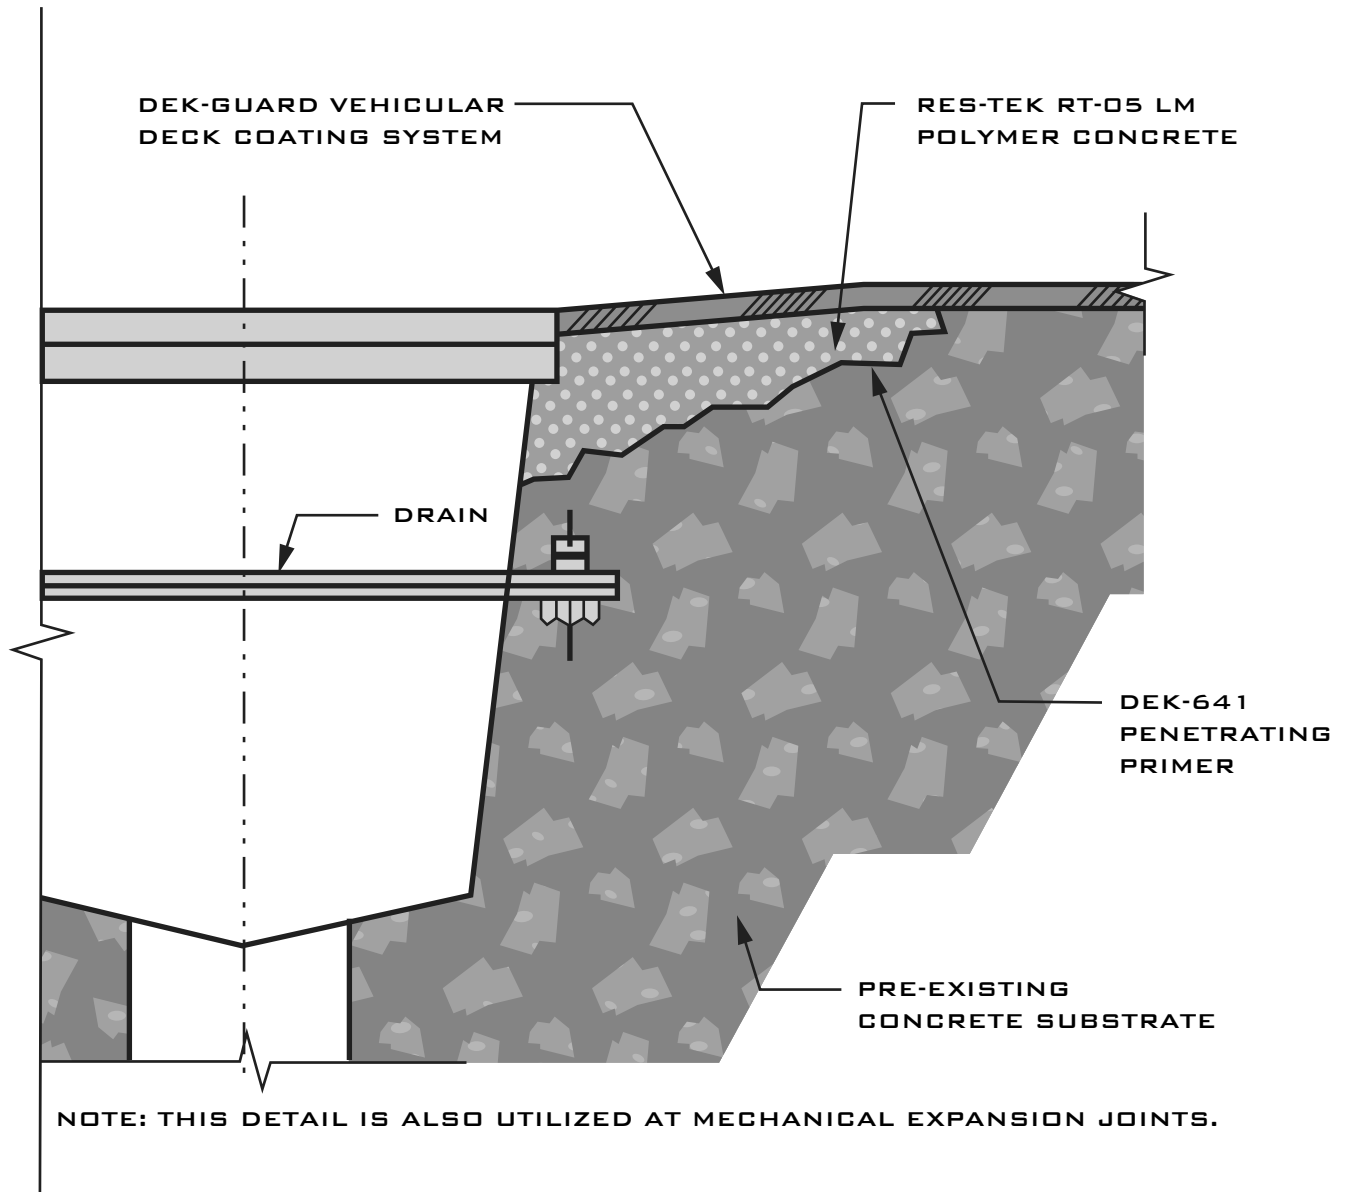 DEK-GUARD VEHICULAR
DECK COATING SYSTEM
RES-TEK RT-05 LM
POLYMER CONCRETE
DRAIN
DEK-641
PENETRATING
PRIMER
PRE-EXISTING
CONCRETE SUBSTRATE
NOTE: THIS DETAIL IS ALSO UTILIZED AT MECHANICAL EXPANSION JOINTS.